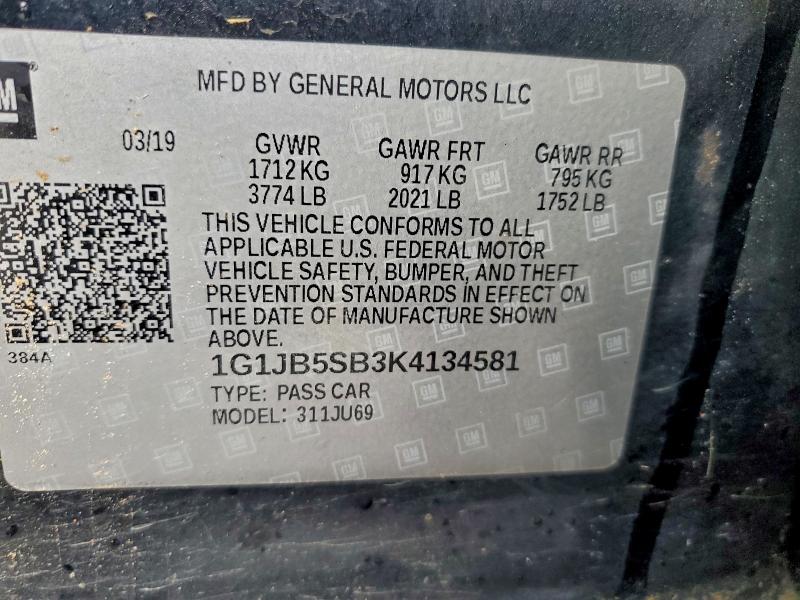 GM
MFD BY GENERAL MOTORS LLC
03/19 GVWR GAWR FRT GAWR RR
1712 KG 917 KG 795 KG
3774 LB 2021 LB 1752 LB
THIS VEHICLE CONFORMS TO ALL
APPLICABLE U.S. FEDERAL MOTOR
VEHICLE SAFETY, BUMPER, AND THEFT
PREVENTION STANDARDS IN EFFECT ON
THE DATE OF MANUFACTURE SHOWN
ABOVE.
384A
1G1JB5SB3K4134581
TYPE: PASS CAR
MODEL: 311JU69